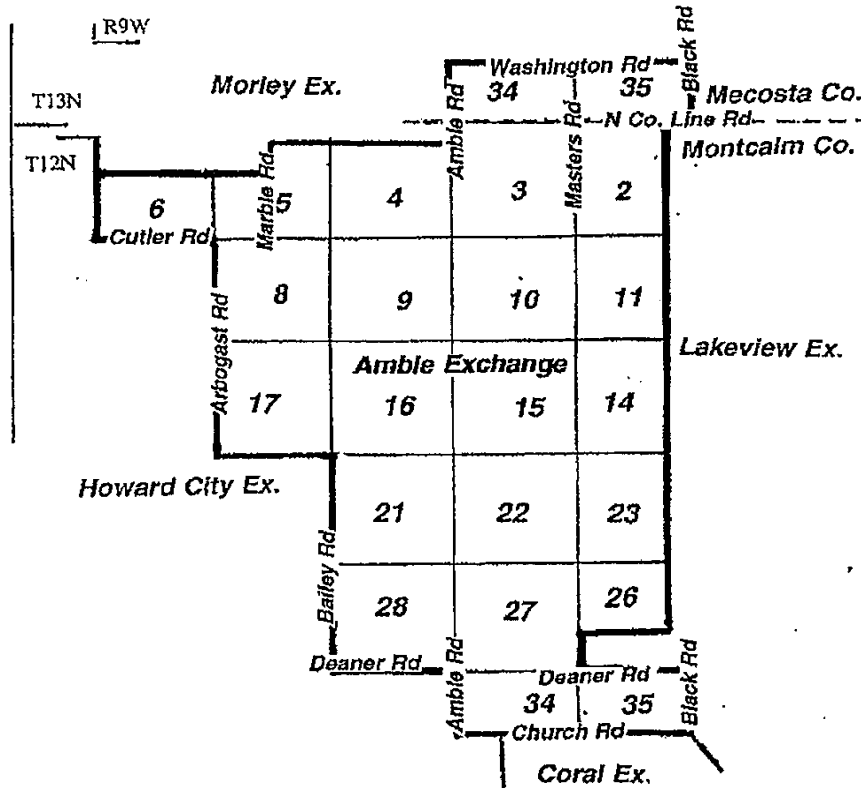 R9W
Washington Rd
Black Rd
Morley Ex.
34
35
Mecosta Co.
T13N
Amble Rd
Masters Rd
N Co. Line Rd
Montcalm Co.
T12N
Marble Rd
6
5
4
3
2
Cutler Rd
8
9
10
11
Arbogast Rd
Lakeview Ex.
Amble Exchange
17
16
15
14
Howard City Ex.
21
22
23
Bailey Rd
28
27
26
Deaner Rd
Amble Rd
Deaner Rd
Black Rd
34
35
Church Rd
Coral Ex.